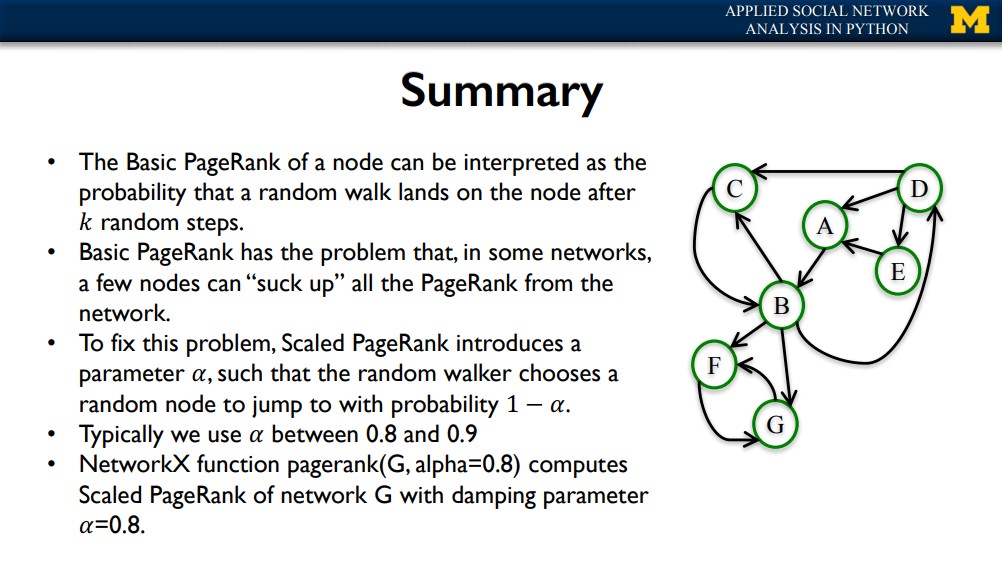 APPLIED SOCIAL NETWORK
ANALYSIS IN PYTHON
M
Summary
• The Basic PageRank of a node can be interpreted as the
probability that a random walk lands on the node after
k random steps.
• Basic PageRank has the problem that, in some networks,
a few nodes can “suck up” all the PageRank from the
network.
• To fix this problem, Scaled PageRank introduces a
parameter α, such that the random walker chooses a
random node to jump to with probability 1 − α.
• Typically we use α between 0.8 and 0.9
• NetworkX function pagerank(G, alpha=0.8) computes
Scaled PageRank of network G with damping parameter
α=0.8.
C
D
A
E
B
F
G